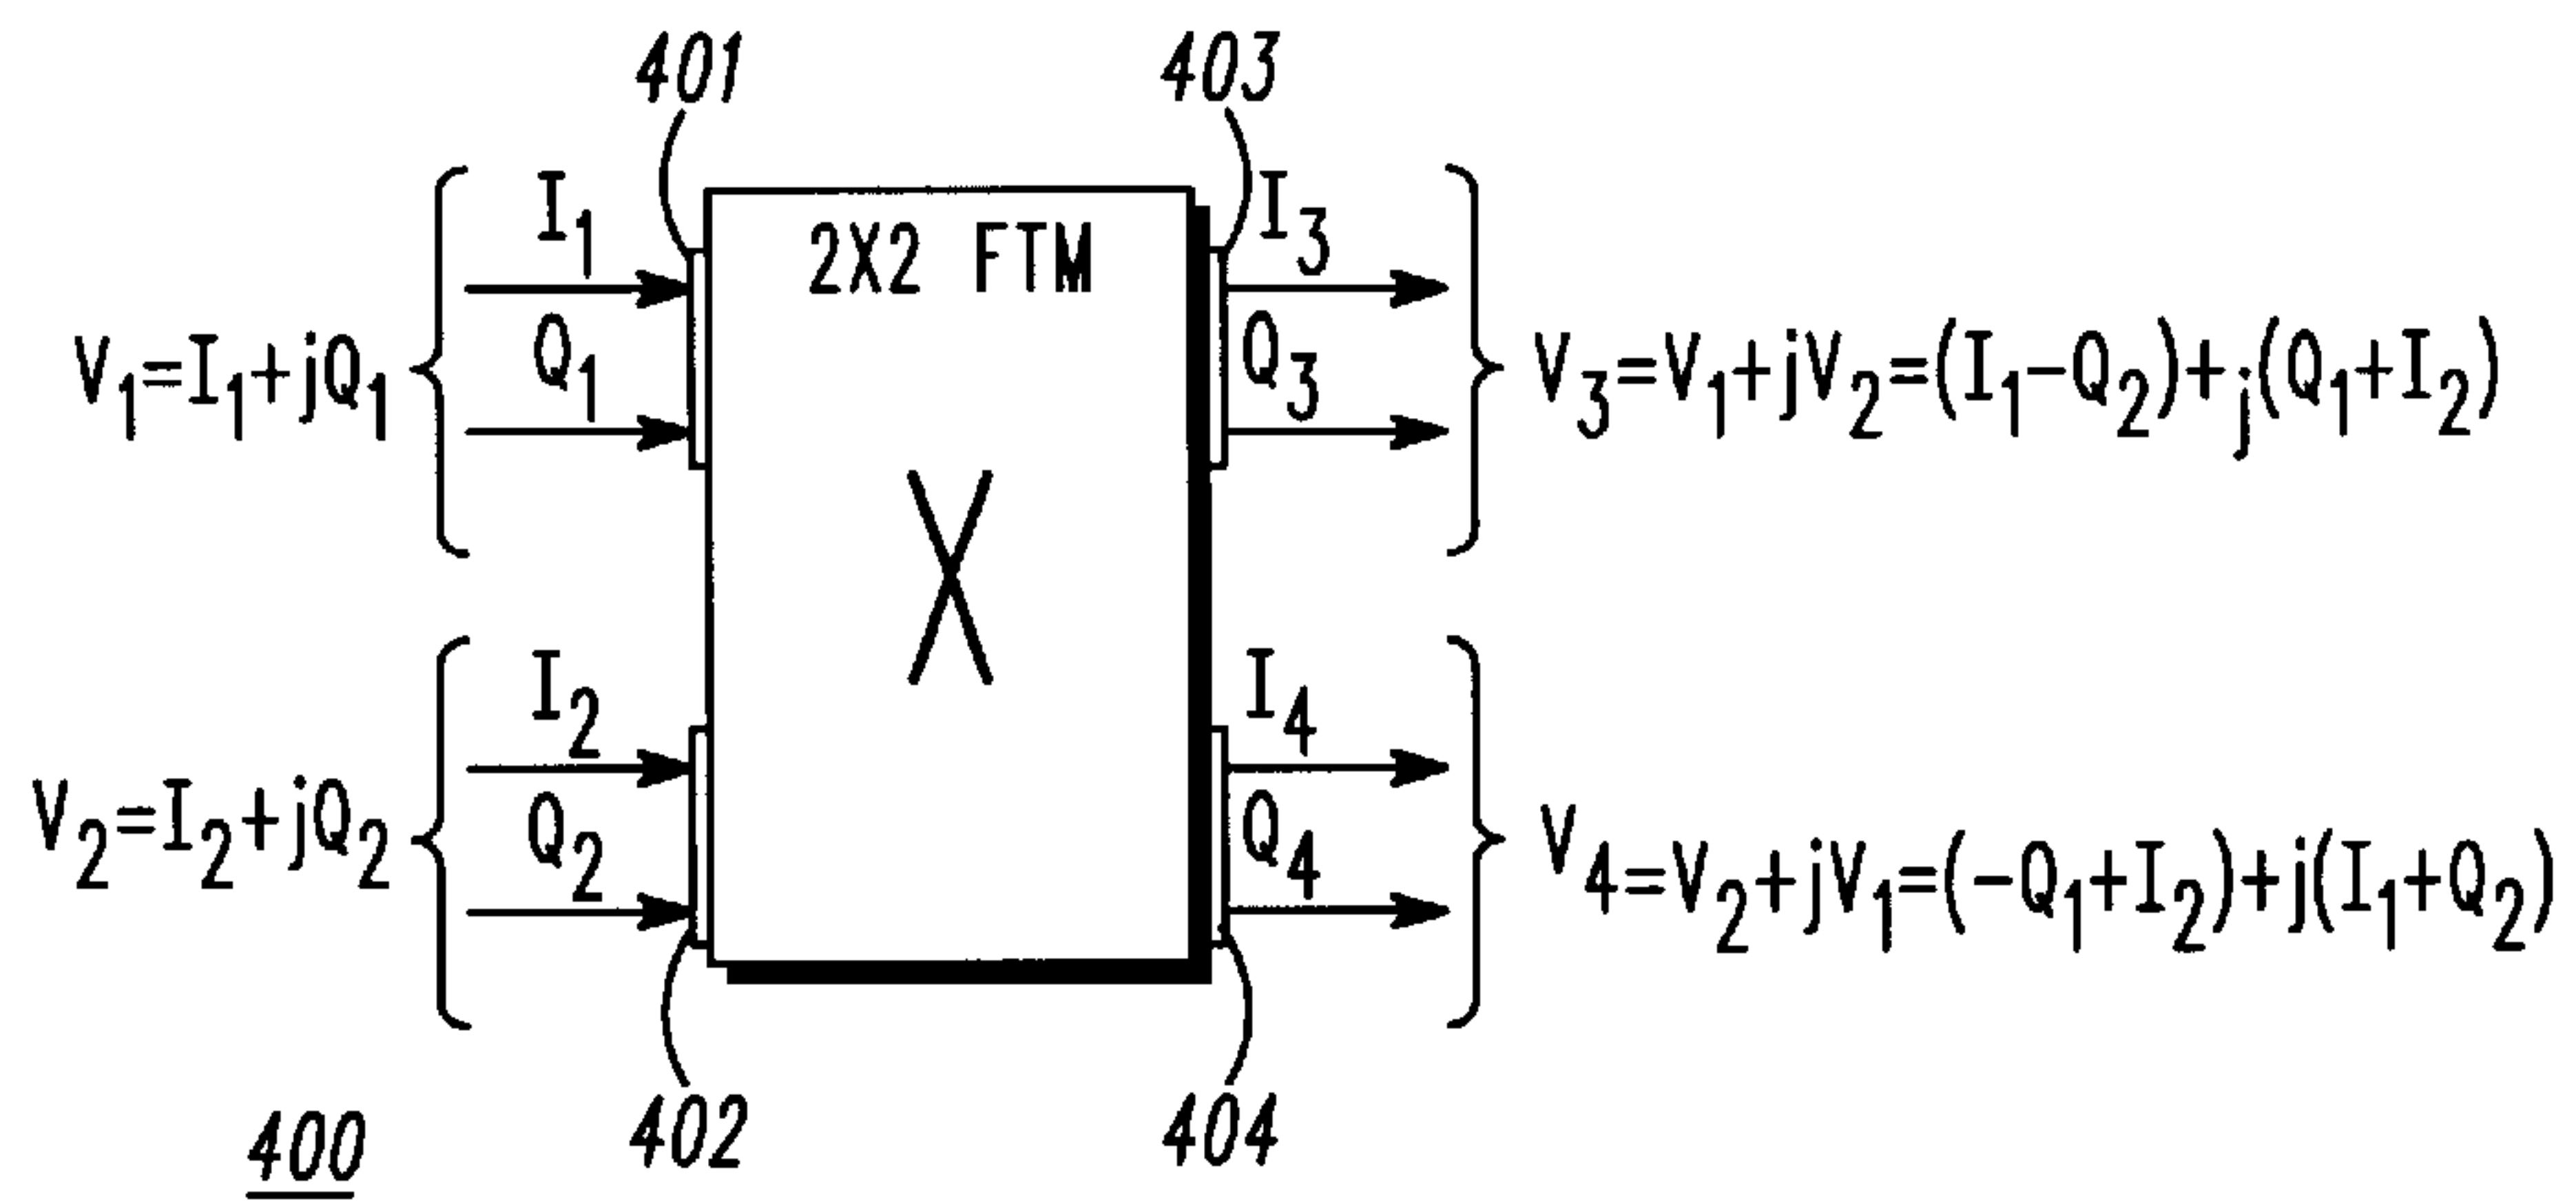 401
403
I₁
I₃
2X2 FTM
Q₁
Q₃
V₁=I₁+jQ₁
V₃=V₁+jV₂=(I₁-Q₂)+j(Q₁+I₂)
X
I₂
I₄
Q₂
Q₄
V₂=I₂+jQ₂
V₄=V₂+jV₁=(-Q₁+I₂)+j(I₁+Q₂)
402
404
400